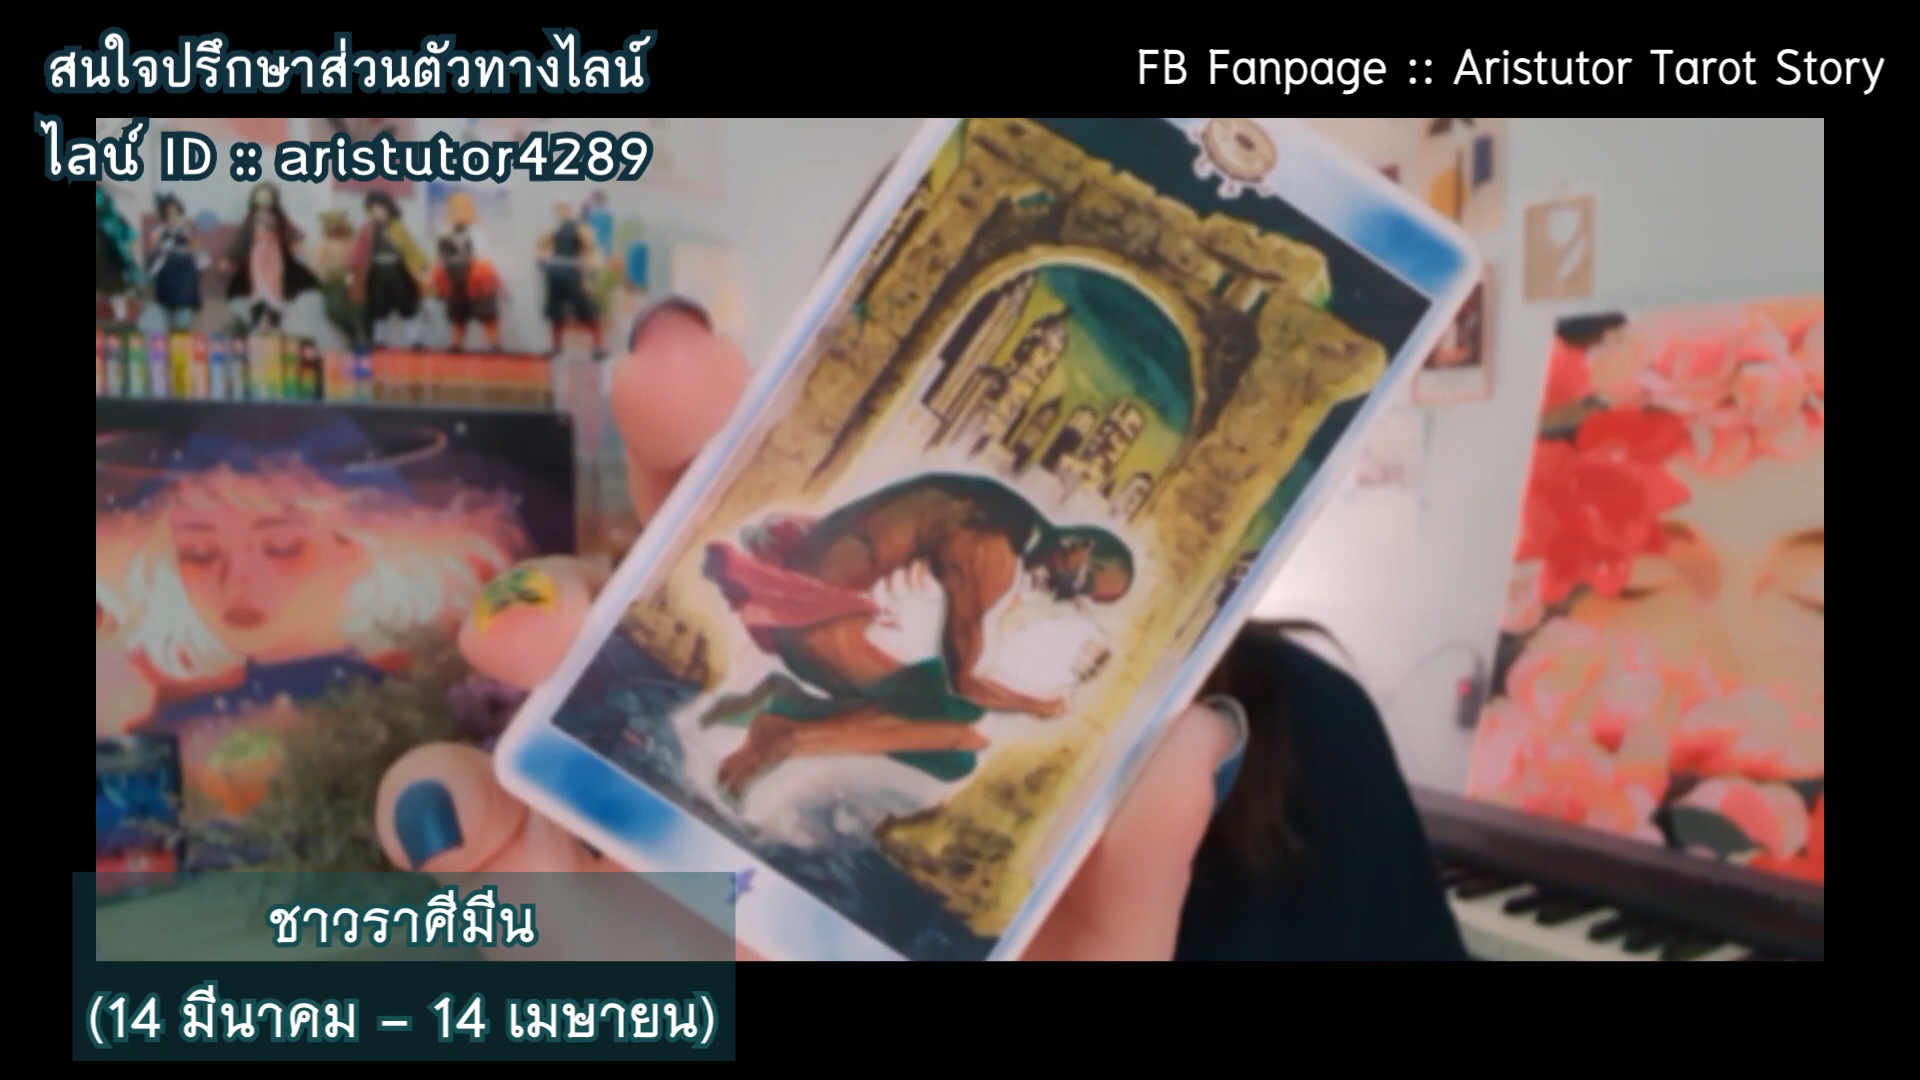 สนใจปรึกษาส่วนตัวทางไลน์
ไลน์ ID :: aristutor4289
FB Fanpage :: Aristutor Tarot Story
ชาวราศีมีน
(14 มีนาคม – 14 เมษายน)